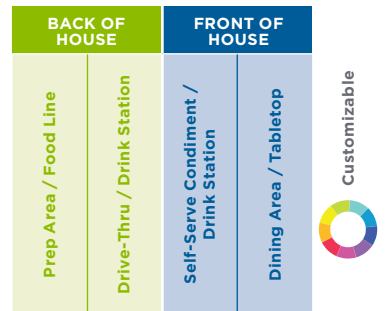 BACK OF
HOUSE
FRONT OF
HOUSE
Prep Area / Food Line
Drive-Thru / Drink Station
Self-Serve Condiment /
Drink Station
Dining Area / Tabletop
Customizable